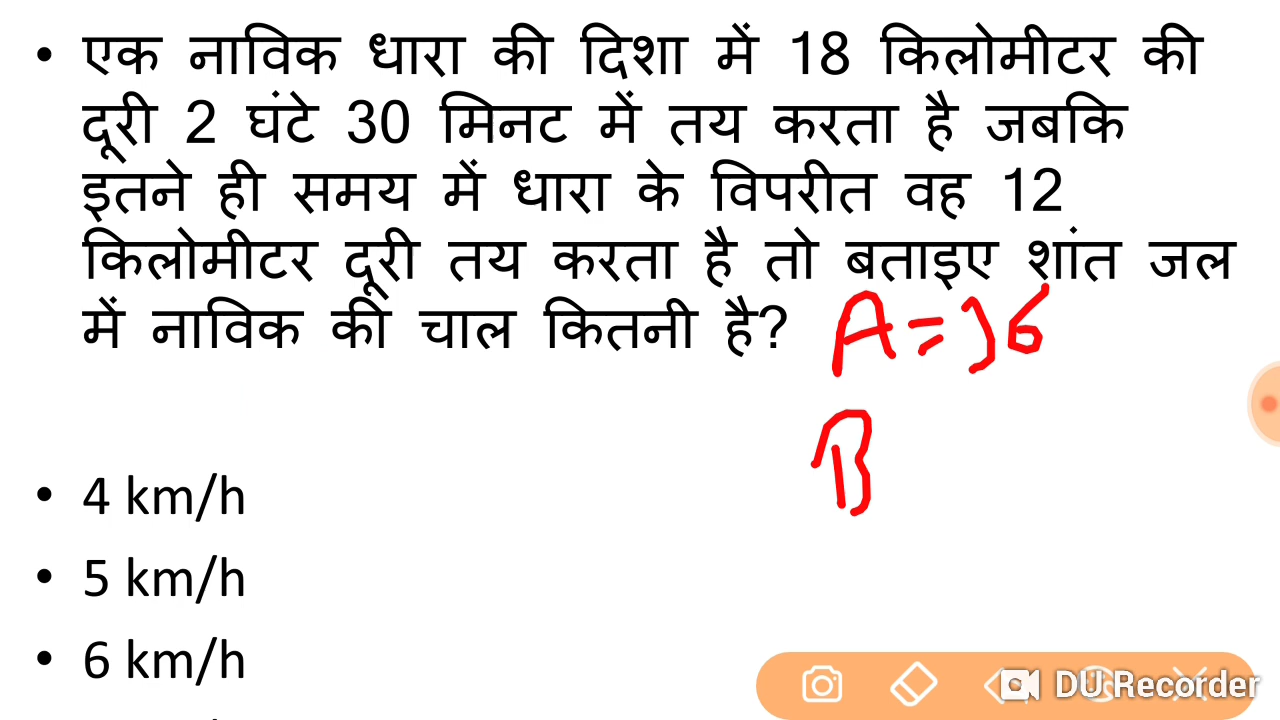 • एक नाविक धारा की दिशा में 18 किलोमीटर की
दूरी 2 घंटे 30 मिनट में तय करता है जबकि
इतने ही समय में धारा के विपरीत वह 12
किलोमीटर दूरी तय करता है तो बताइए शांत जल
में नाविक की चाल कितनी है?
A = 36
B
• 4 km/h
• 5 km/h
• 6 km/h
DU Recorder